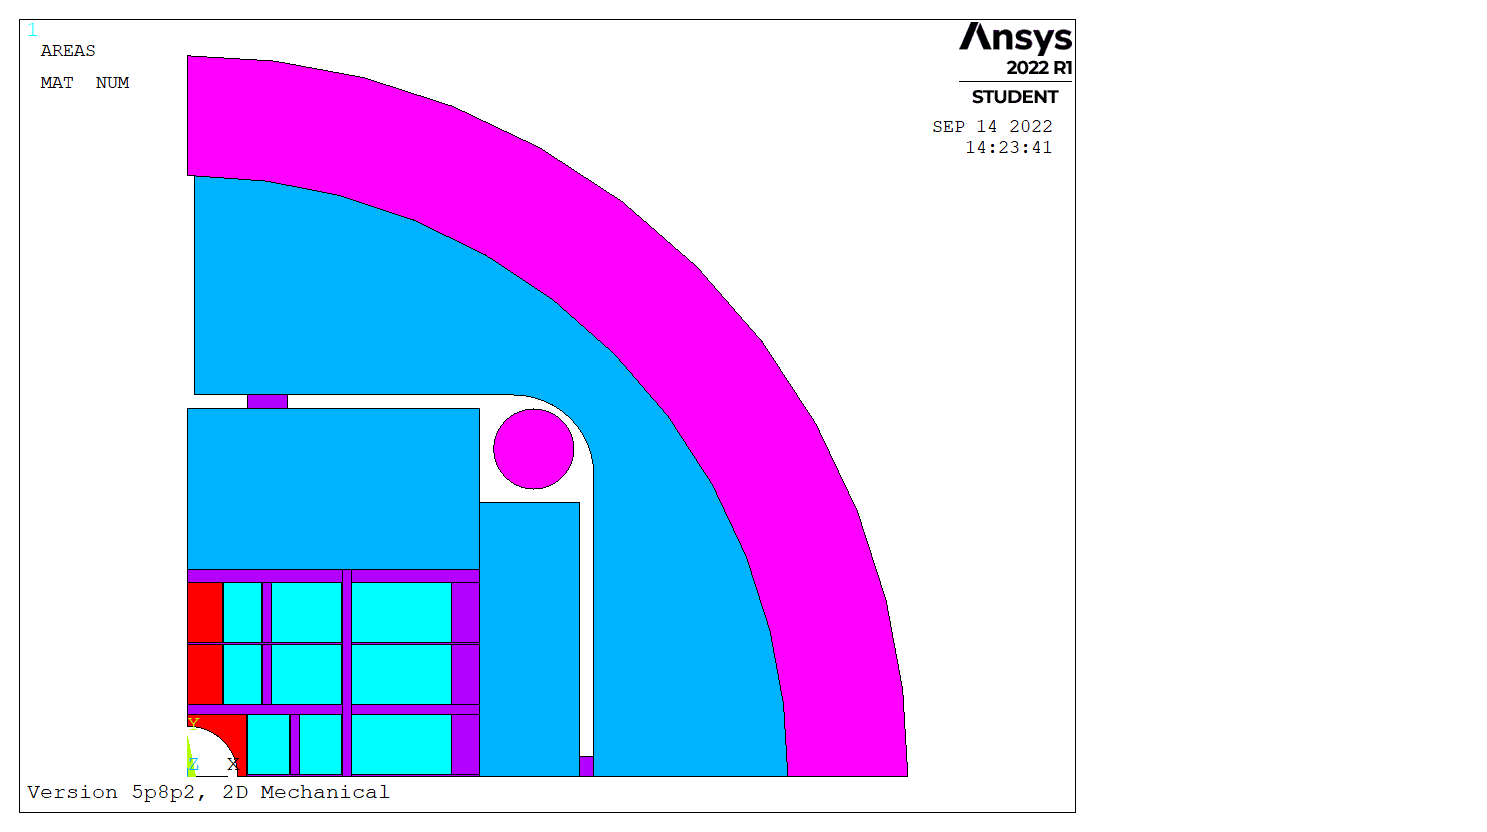 1
AREAS
MAT NUM
Ansys
2022 R1
STUDENT
SEP 14 2022
14:23:41
Y
Z X
Version 5p8p2, 2D Mechanical